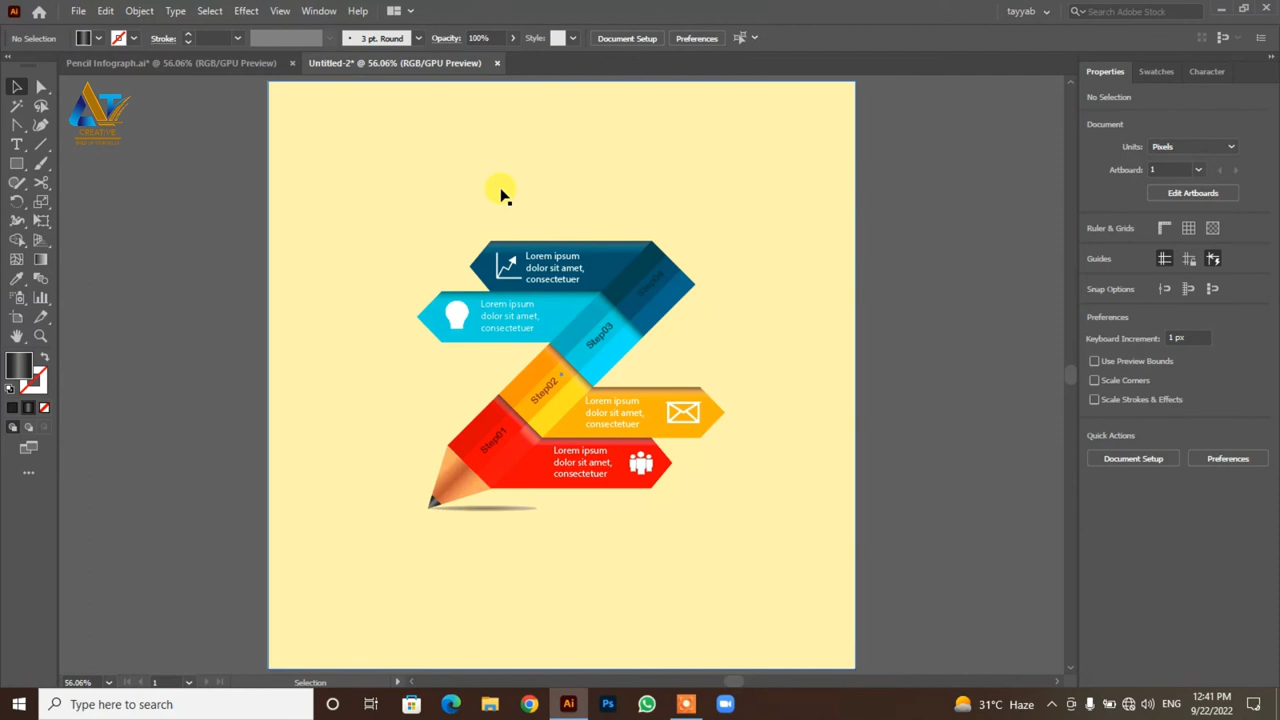 File Edit Object Type Select Effect View Window Help
tayyab
Search Adobe Stock
No Selection
Stroke:
3 pt. Round
Opacity: 100%
Style:
Document Setup
Preferences
Pencil Infograph.ai* @ 56.06% (RGB/GPU Preview) ×
Untitled-2* @ 56.06% (RGB/GPU Preview) ×
Properties Swatches Character
No Selection
Document
Units: Pixels
Artboard: 1
Edit Artboards
Ruler & Grids
Guides
Snap Options
Preferences
Keyboard Increment: 1 px
Use Preview Bounds
Scale Corners
Scale Strokes & Effects
Quick Actions
Document Setup Preferences
AT
CREATIVE
Lorem ipsum
dolor sit amet,
consectetuer
Step04
Lorem ipsum
dolor sit amet,
consectetuer
Step03
Step02
Lorem ipsum
dolor sit amet,
consectetuer
Step01
Lorem ipsum
dolor sit amet,
consectetuer
56.06%
1
Selection
Type here to search
Ai
Ps
31°C Haze
ENG
12:41 PM
9/22/2022